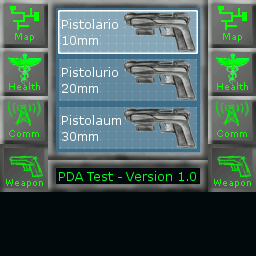 Map
Health
Comm
Weapon
Pistolario
10mm
Pistolurio
20mm
Pistolaum
30mm
PDA Test - Version 1.0
Map
Health
Comm
Weapon